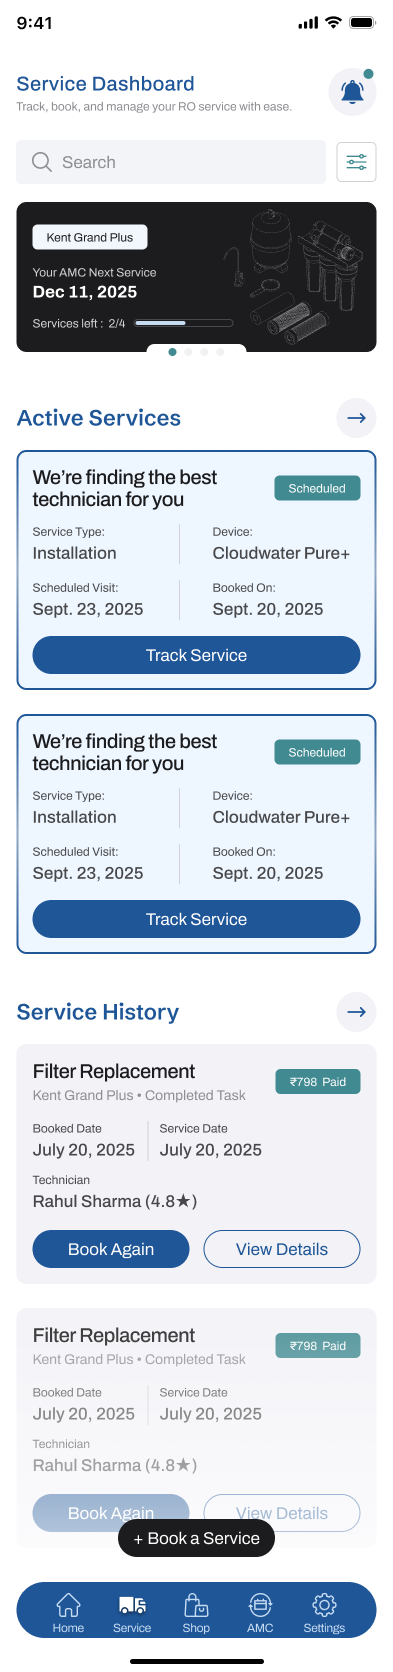 9:41
Service Dashboard
Track, book, and manage your RO service with ease.
Search
Kent Grand Plus
Your AMC Next Service
Dec 11, 2025
Services left : 2/4
Active Services
We're finding the best
technician for you
Scheduled
Service Type:
Device:
Installation
Cloudwater Pure+
Scheduled Visit:
Booked On:
Sept. 23, 2025
Sept. 20, 2025
Track Service
We're finding the best
technician for you
Scheduled
Service Type:
Device:
Installation
Cloudwater Pure+
Scheduled Visit:
Booked On:
Sept. 23, 2025
Sept. 20, 2025
Track Service
Service History
Filter Replacement
Kent Grand Plus • Completed Task
₹798 Paid
Booked Date
Service Date
July 20, 2025
July 20, 2025
Technician
Rahul Sharma (4.8★)
Book Again
View Details
Filter Replacement
Kent Grand Plus • Completed Task
₹798 Paid
Booked Date
Service Date
July 20, 2025
July 20, 2025
Technician
Rahul Sharma (4.8★)
Book Again
View Details
+ Book a Service
Home
Service
Shop
AMC
Settings